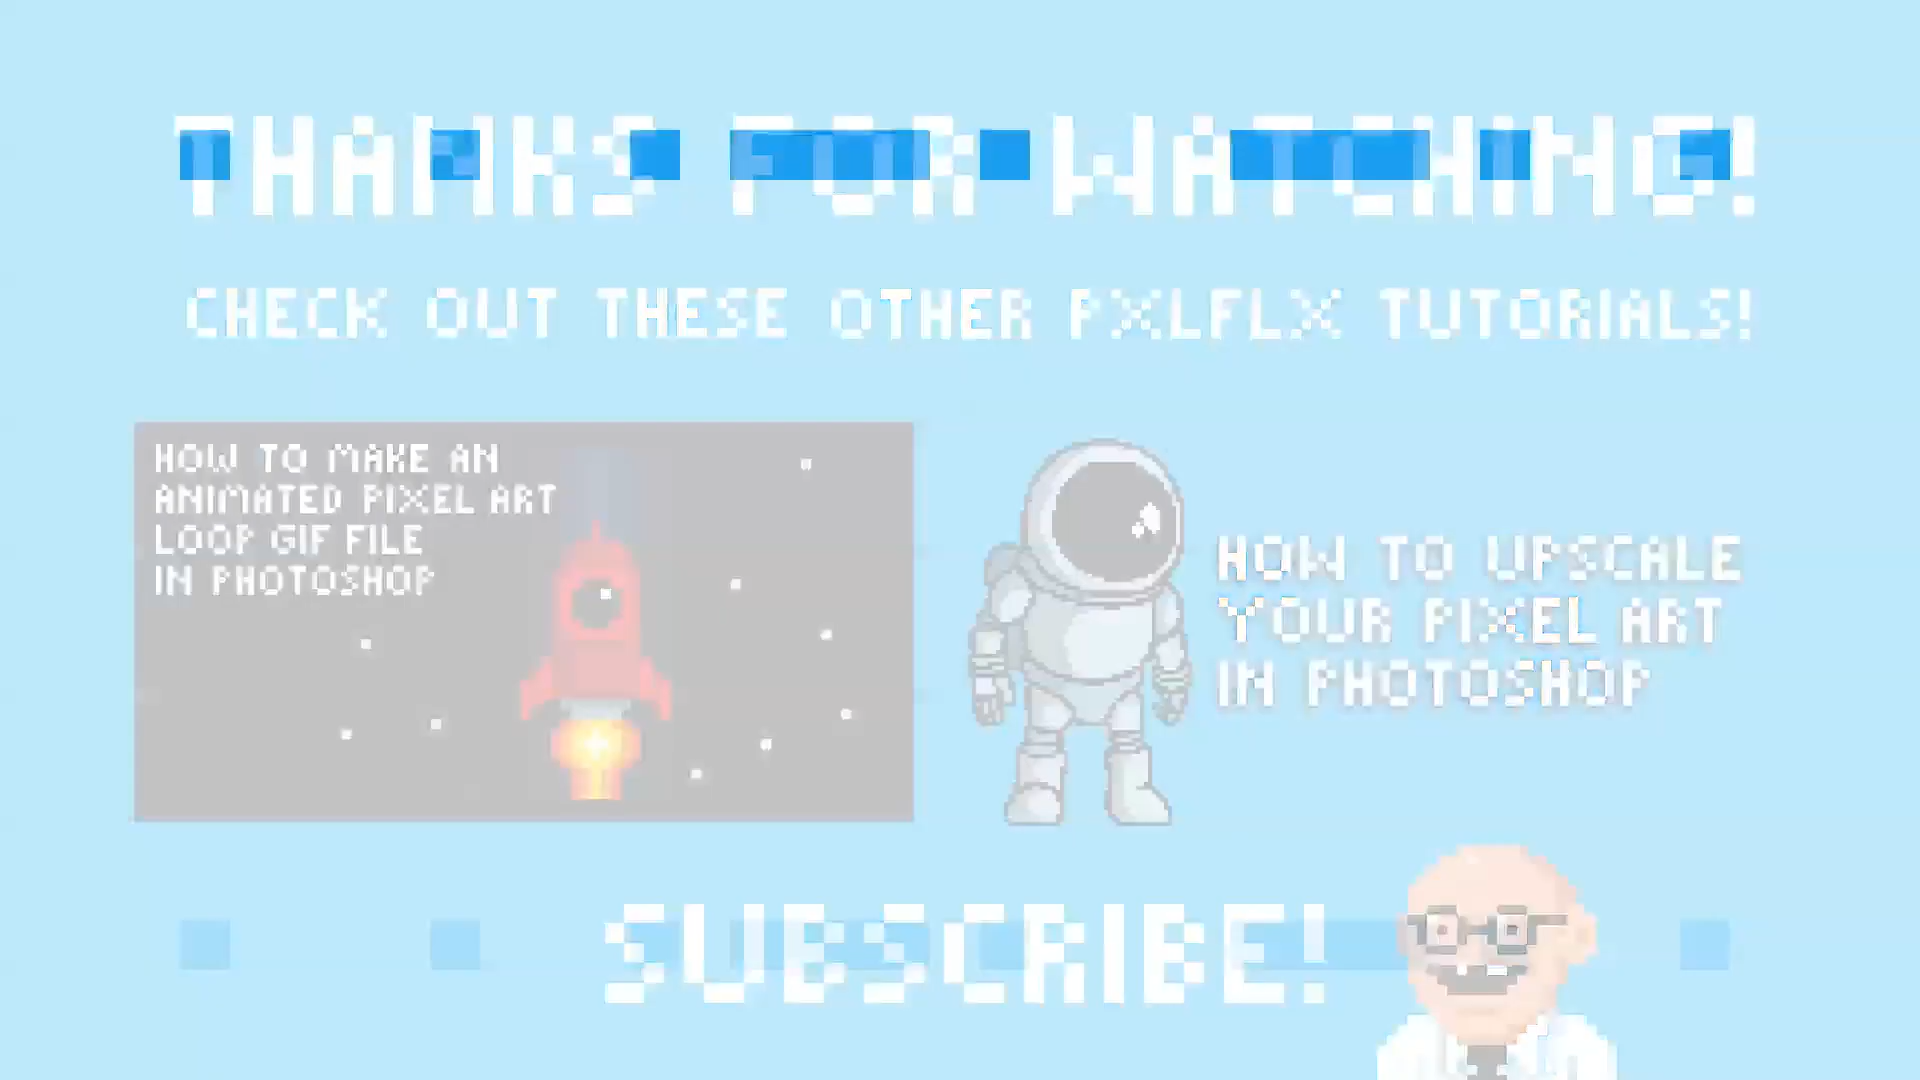 THANKS FOR WATCHING!
CHECK OUT THESE OTHER PXLFLX TUTORIALS!
HOW TO MAKE AN
ANIMATED PIXEL ART
LOOP GIF FILE
IN PHOTOSHOP
HOW TO UPSCALE
YOUR PIXEL ART
IN PHOTOSHOP
SUBSCRIBE!